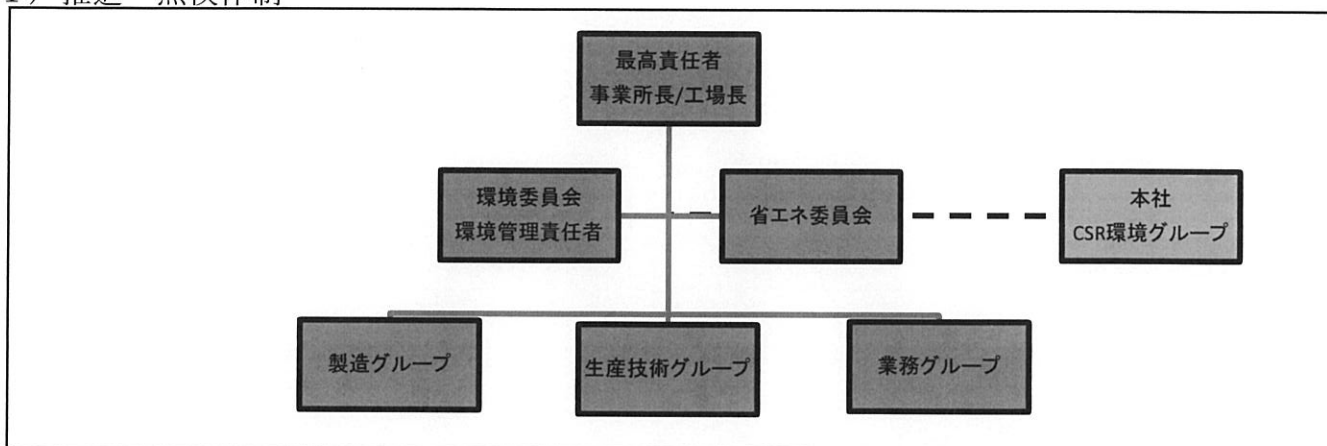 最高責任者
事業所長/工場長
環境委員会
環境管理責任者
省エネ委員会
本社
CSR環境グループ
製造グループ
生産技術グループ
業務グループ